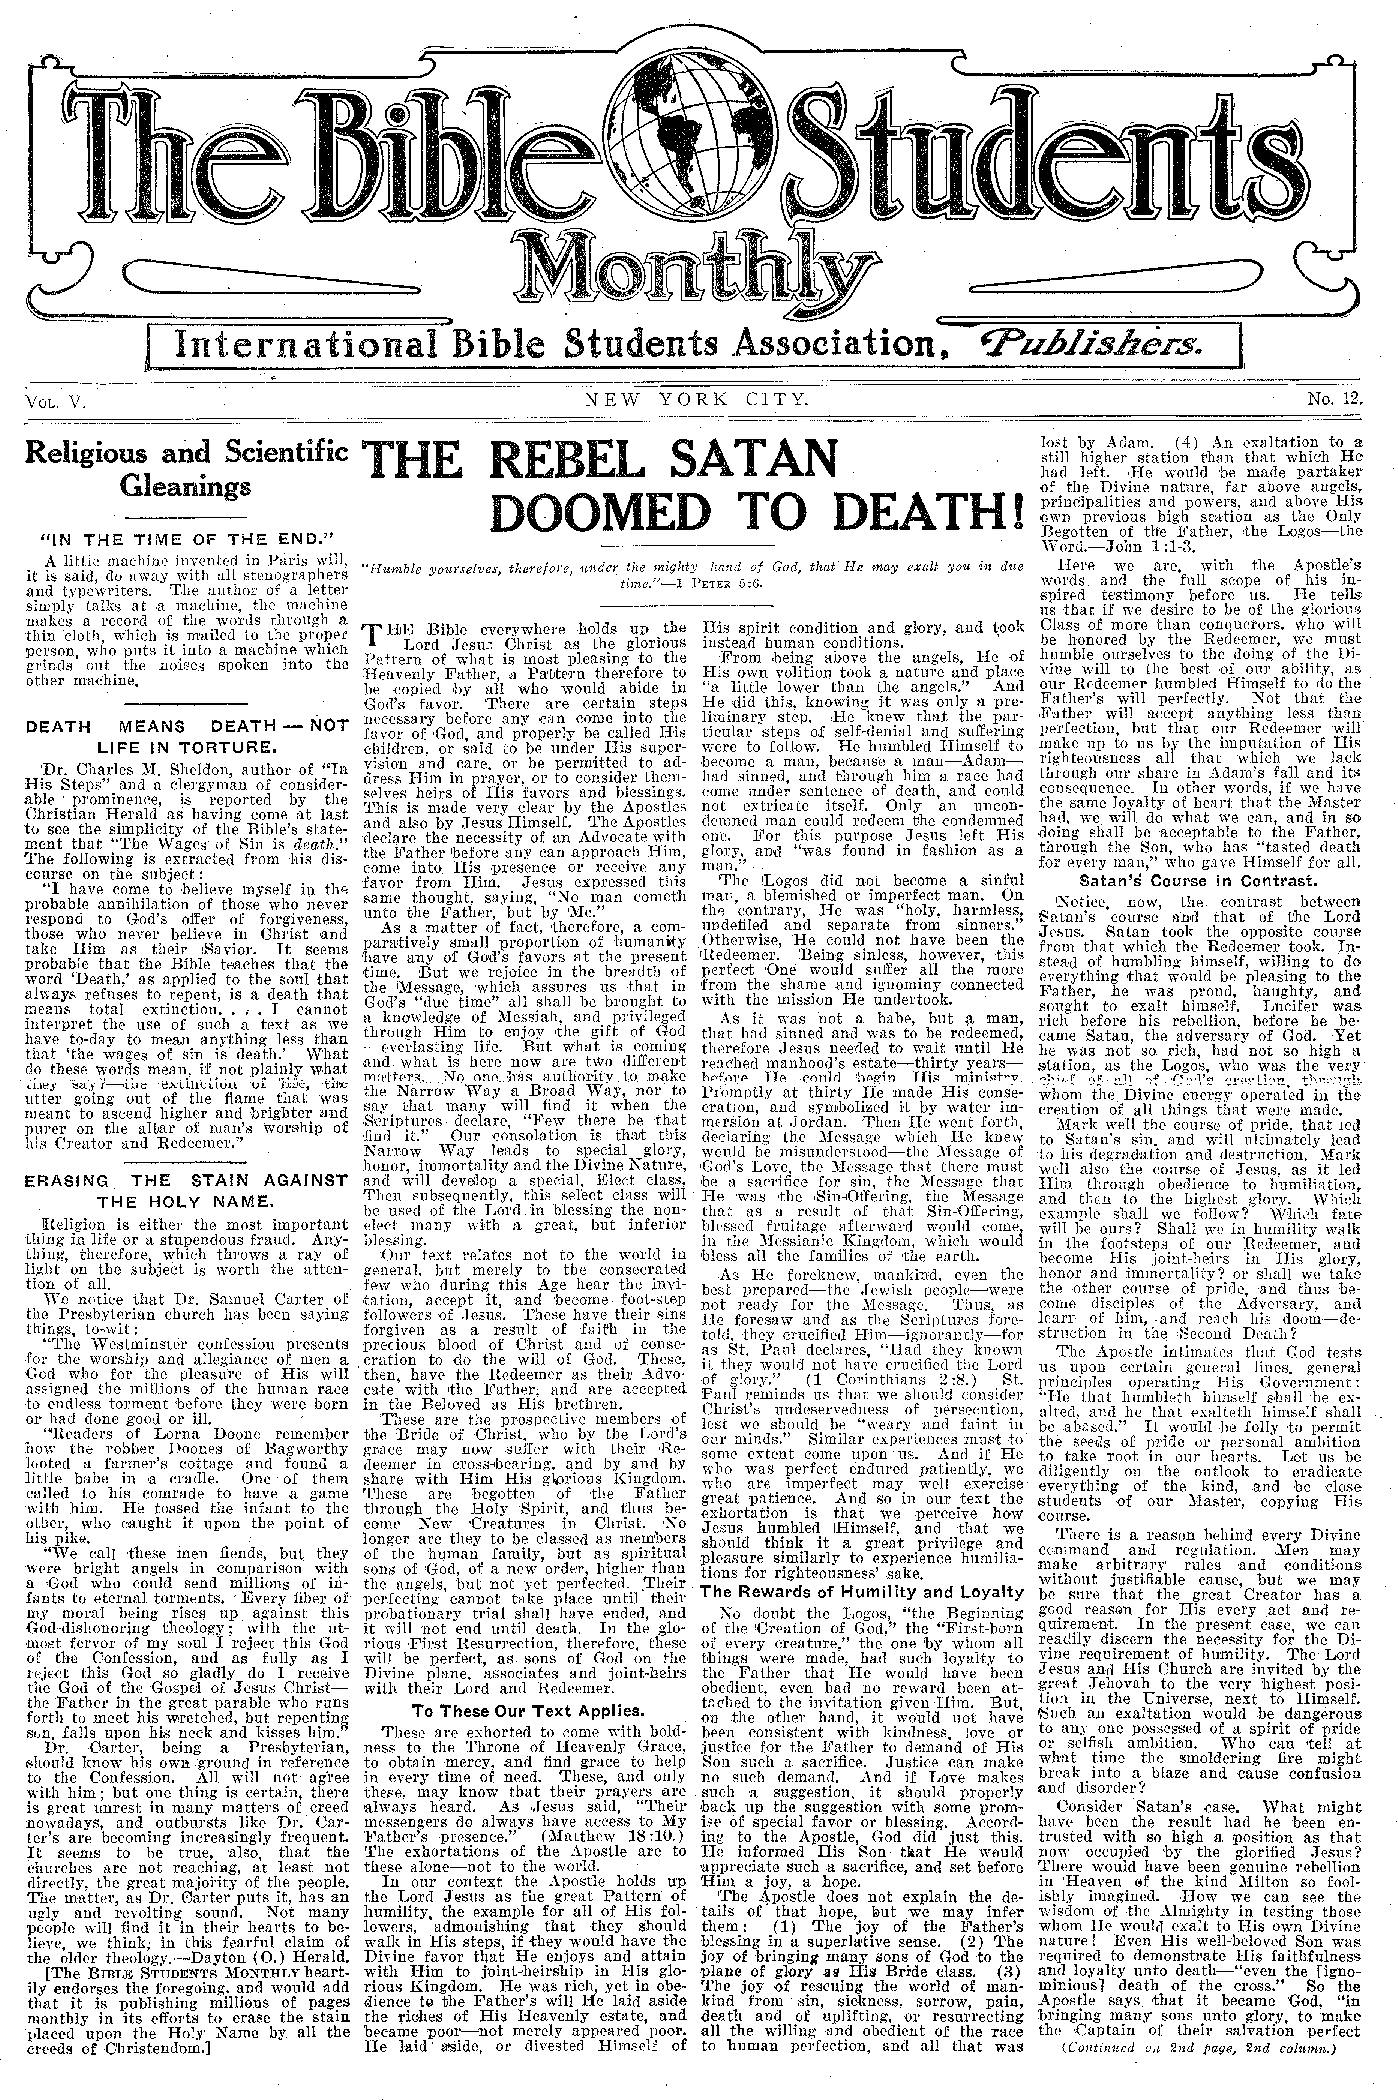 The Bible Students
Monthly
International Bible Students Association, Publishers.
VOL. V. NEW YORK CITY. No. 12.
Religious and Scientific
Gleanings
"IN THE TIME OF THE END."
A little machine invented in Paris will,
it is said, do away with all stenographers
and typewriters. The author of a letter
simply talks at a machine, the machine
makes a record of the words through a
thin cloth, which is mailed to the proper
person, who puts it into a machine which
grinds out the noises spoken into the
other machine.
DEATH MEANS DEATH—NOT
LIFE IN TORTURE.
Dr. Charles M. Sheldon, author of "In
His Steps" and a clergyman of consider-
able prominence, is reported by the
Christian Herald as having come at last
to see the simplicity of the Bible's state-
ment that "The Wages of Sin is death."
The following is extracted from his dis-
course on the subject:
"I have come to believe myself in the
probable annihilation of those who never
respond to God's offer of forgiveness,
those who never believe in Christ and
take Him as their Savior. It seems
probable that the Bible teaches that the
word 'Death,' as applied to the soul that
always refuses to repent, is a death that
means total extinction. . . . I cannot
interpret the use of such a text as we
have to-day to mean anything less than
that 'the wages of sin is death.' What
do these words mean, if not plainly what
they say?—the extinction of life, the
utter going out of the flame that was
meant to ascend higher and brighter and
purer on the altar of man's worship of
his Creator and Redeemer."
ERASING THE STAIN AGAINST
THE HOLY NAME.
Religion is either the most important
thing in life or a stupendous fraud. Any-
thing, therefore, which throws a ray of
light on the subject is worth the atten-
tion of all.
We notice that Dr. Samuel Carter of
the Presbyterian church has been saying
things, to-wit:
"The Westminster confession presents
for the worship and allegiance of men a
God who for the pleasure of His will
assigned the millions of the human race
to endless torment before they were born
or had done good or ill.
"Readers of Lorna Doone remember
how the robber Doones of Bagworthy
looted a farmer's cottage and found a
little babe in a cradle. One of them
called to his comrade to have a game
with him. He tossed the infant to the
other, who caught it upon the point of
his pike.
"We call these men fiends, but they
were bright angels in comparison with
a God who could send millions of in-
fants to eternal torments. Every fiber of
my moral being rises up against this
God-dishonoring theology; with the ut-
most fervor of my soul I reject this God
of the Confession, and as fully as I
reject this God so gladly do I receive
the God of the Gospel of Jesus Christ—
the Father in the great parable who runs
forth to meet his wretched, but repenting
son, falls upon his neck and kisses him."
Dr. Carter, being a Presbyterian,
should know his own ground in reference
to the Confession. All will not agree
with him; but one thing is certain, there
is great unrest in many matters of creed
nowadays, and outbursts like Dr. Car-
ter's are becoming increasingly frequent.
It seems to be true, also, that the
churches are not reaching, at least not
directly, the great majority of the people.
The matter, as Dr. Carter puts it, has an
ugly and revolting sound. Not many
people will find it in their hearts to be-
lieve, we think, in this fearful claim of
the older theology.—Dayton (O.) Herald.
[The BIBLE STUDENTS MONTHLY heart-
ily endorses the foregoing, and would add
that it is publishing millions of pages
monthly in its efforts to erase the stain
placed upon the Holy Name by all the
creeds of Christendom.]
THE REBEL SATAN
DOOMED TO DEATH!
"Humble yourselves, therefore, under the mighty hand of God, that He may exalt you in due
time."—1 PETER 5:6.
THE Bible everywhere holds up the
Lord Jesus Christ as the glorious
Pattern of what is most pleasing to the
Heavenly Father, a Pattern therefore to
be copied by all who would abide in
God's favor. There are certain steps
necessary before any can come into the
favor of God, and properly be called His
children, or said to be under His super-
vision and care, or be permitted to ad-
dress Him in prayer, or to consider them-
selves heirs of His favors and blessings.
This is made very clear by the Apostles
and also by Jesus Himself. The Apostles
declare the necessity of an Advocate with
the Father before any can approach Him,
come into His presence or receive any
favor from Him. Jesus expressed this
same thought, saying, "No man cometh
unto the Father, but by Me."
As a matter of fact, therefore, a com-
paratively small proportion of humanity
have any of God's favors at the present
time. But we rejoice in the breadth of
the Message, which assures us that in
God's "due time" all shall be brought to
a knowledge of Messiah, and privileged
through Him to enjoy the gift of God
- everlasting life. But what is coming
and what is here now are two different
matters. No one has authority to make
the Narrow Way a Broad Way, nor to
say that many will find it when the
Scriptures declare, "Few there be that
find it." Our consolation is that this
Narrow Way leads to special glory,
honor, immortality and the Divine Nature,
and will develop a special, Elect class.
Then subsequently, this select class will
be used of the Lord in blessing the non-
elect many with a great, but inferior
blessing.
Our text relates not to the world in
general, but merely to the consecrated
few who during this Age hear the invi-
tation, accept it, and become foot-step
followers of Jesus. These have their sins
forgiven as a result of faith in the
precious blood of Christ and of conse-
cration to do the will of God. These,
then, have the Redeemer as their Advo-
cate with the Father, and are accepted
in the Beloved as His brethren.
These are the prospective members of
the Bride of Christ, who by the Lord's
grace may now suffer with their Re-
deemer in cross-bearing, and by and by
share with Him His glorious Kingdom.
These are begotten of the Father
through the Holy Spirit, and thus be-
come New Creatures in Christ. No
longer are they to be classed as members
of the human family, but as spiritual
sons of God, of a new order, higher than
the angels, but not yet perfected. Their
perfecting cannot take place until their
probationary trial shall have ended, and
it will not end until death. In the glo-
rious First Resurrection, therefore, these
will be perfect, as sons of God on the
Divine plane, associates and joint-heirs
with their Lord and Redeemer.
To These Our Text Applies.
These are exhorted to come with bold-
ness to the Throne of Heavenly Grace,
to obtain mercy, and find grace to help
in every time of need. These, and only
these, may know that their prayers are
always heard. As Jesus said, "Their
messengers do always have access to My
Father's presence." (Matthew 18:10.)
The exhortations of the Apostle are to
these alone—not to the world.
In our context the Apostle holds up
the Lord Jesus as the great Pattern of
humility, the example for all of His fol-
lowers, admonishing that they should
walk in His steps, if they would have the
Divine favor that He enjoys and attain
with Him to joint-heirship in His glo-
rious Kingdom. He was rich, yet in obe-
dience to the Father's will He laid aside
the riches of His Heavenly estate, and
became poor—not merely appeared poor.
He laid aside, or divested Himself of
His spirit condition and glory, and took
instead human conditions.
From being above the angels, He of
His own volition took a nature and place
"a little lower than the angels." And
He did this, knowing it was only a pre-
liminary step. He knew that the par-
ticular steps of self-denial and suffering
were to follow. He humbled Himself to
become a man, because a man—Adam—
had sinned, and through him a race had
come under sentence of death, and could
not extricate itself. Only an uncon-
demned man could redeem the condemned
one. For this purpose Jesus left His
glory, and "was found in fashion as a
man."
The Logos did not become a sinful
man, a blemished or imperfect man. On
the contrary, He was "holy, harmless,
undefiled and separate from sinners."
Otherwise, He could not have been the
Redeemer. Being sinless, however, this
perfect One would suffer all the more
from the shame and ignominy connected
with the mission He undertook.
As it was not a babe, but a man,
that had sinned and was to be redeemed,
therefore Jesus needed to wait until He
reached manhood's estate—thirty years—
before He could begin His ministry.
Promptly at thirty He made His conse-
cration, and symbolized it by water im-
mersion at Jordan. Then He went forth,
declaring the Message which He knew
would be misunderstood—the Message of
God's Love, the Message that there must
be a sacrifice for sin, the Message that
He was the Sin-Offering, the Message
that as a result of that Sin-Offering,
blessed fruitage afterward would come,
in the Messianic Kingdom, which would
bless all the families of the earth.
As He foreknew, mankind, even the
best prepared—the Jewish people—were
not ready for the Message. Thus, as
He foresaw and as the Scriptures fore-
told, they crucified Him—ignorantly—for
as St. Paul declares, "Had they known
it they would not have crucified the Lord
of glory." (1 Corinthians 2:8.) St.
Paul reminds us that we should consider
Christ's undeservedness of persecution,
lest we should be "weary and faint in
our minds." Similar experiences must to
some extent come upon us. And if He
who was perfect endured patiently, we
who are imperfect may well exercise
great patience. And so in our text the
exhortation is that we perceive how
Jesus humbled Himself, and that we
should think it a great privilege and
pleasure similarly to experience humilia-
tions for righteousness' sake.
The Rewards of Humility and Loyalty
No doubt the Logos, "the Beginning
of the Creation of God," the "First-born
of every creature," the one by whom all
things were made, had such loyalty to
the Father that He would have been
obedient, even had no reward been at-
tached to the invitation given Him. But,
on the other hand, it would not have
been consistent with kindness, love or
justice for the Father to demand of His
Son such a sacrifice. Justice can make
no such demand. And if Love makes
such a suggestion, it should properly
back up the suggestion with some prom-
ise of special favor or blessing. Accord-
ing to the Apostle, God did just this.
He informed His Son that He would
appreciate such a sacrifice, and set before
Him a joy, a hope.
The Apostle does not explain the de-
tails of that hope, but we may infer
them: (1) The joy of the Father's
blessing in a superlative sense. (2) The
joy of bringing many sons of God to the
plane of glory as His Bride class. (3)
The joy of rescuing the world of man-
kind from sin, sickness, sorrow, pain,
death and of uplifting, or resurrecting
all the willing and obedient of the race
to human perfection, and all that was
lost by Adam. (4) An exaltation to a
still higher station than that which He
had left. He would be made partaker
of the Divine nature, far above angels,
principalities and powers, and above His
own previous high station as the Only
Begotten of the Father, the Logos—the
Word.—John 1:1-3.
Here we are, with the Apostle's
words and the full scope of his in-
spired testimony before us. He tells
us that if we desire to be of the glorious
Class of more than conquerors, who will
be honored by the Redeemer, we must
humble ourselves to the doing of the Di-
vine will to the best of our ability, as
our Redeemer humbled Himself to do the
Father's will perfectly. Not that the
Father will accept anything less than
perfection, but that our Redeemer will
make up to us by the imputation of His
righteousness all that which we lack
through our share in Adam's fall and its
consequence. In other words, if we have
the same loyalty of heart that the Master
had, we will do what we can, and in so
doing shall be acceptable to the Father,
through the Son, who has "tasted death
for every man," who gave Himself for all.
Satan's Course in Contrast.
Notice, now, the contrast between
Satan's course and that of the Lord
Jesus. Satan took the opposite course
from that which the Redeemer took. In-
stead of humbling himself, willing to do
everything that would be pleasing to the
Father, he was proud, haughty, and
sought to exalt himself. Lucifer was
rich before his rebellion, before he be-
came Satan, the adversary of God. Yet
he was not so rich, had not so high a
station, as the Logos, who was the very
chief of all of God's creation, through
whom the Divine energy operated in the
creation of all things that were made.
Mark well the course of pride, that led
to Satan's sin, and will ultimately lead
to his degradation and destruction. Mark
well also the course of Jesus, as it led
Him through obedience to humiliation,
and then to the highest glory. Which
example shall we follow? Which fate
will be ours? Shall we in humility walk
in the footsteps of our Redeemer, and
become His joint-heirs in His glory,
honor and immortality? or shall we take
the other course of pride, and thus be-
come disciples of the Adversary, and
learr of him, and reach his doom—de-
struction in the Second Death?
The Apostle intimates that God tests
us upon certain general lines, general
principles operating His Government:
"He that humbleth himself shall be ex-
alted, and he that exalteth himself shall
be abased." It would be folly to permit
the seeds of pride or personal ambition
to take root in our hearts. Let us be
diligently on the outlook to eradicate
everything of the kind, and be close
students of our Master, copying His
course.
There is a reason behind every Divine
command and regulation. Men may
make arbitrary rules and conditions
without justifiable cause, but we may
be sure that the great Creator has a
good reason for His every act and re-
quirement. In the present case, we can
readily discern the necessity for the Di-
vine requirement of humility. The Lord
Jesus and His Church are invited by the
great Jehovah to the very highest posi-
tion in the Universe, next to Himself.
Such an exaltation would be dangerous
to any one possessed of a spirit of pride
or selfish ambition. Who can tell at
what time the smoldering fire might
break into a blaze and cause confusion
and disorder?
Consider Satan's case. What might
have been the result had he been en-
trusted with so high a position as that
now occupied by the glorified Jesus?
There would have been genuine rebellion
in Heaven of the kind Milton so fool-
ishly imagined. How we can see the
wisdom of the Almighty in testing those
whom He would exalt to His own Divine
nature! Even His well-beloved Son was
required to demonstrate His faithfulness
and loyalty unto death—"even the [igno-
minious] death of the cross." So the
Apostle says that it became God, "in
bringing many sons unto glory, to make
the Captain of their salvation perfect
(Continued on 2nd page, 2nd column.)